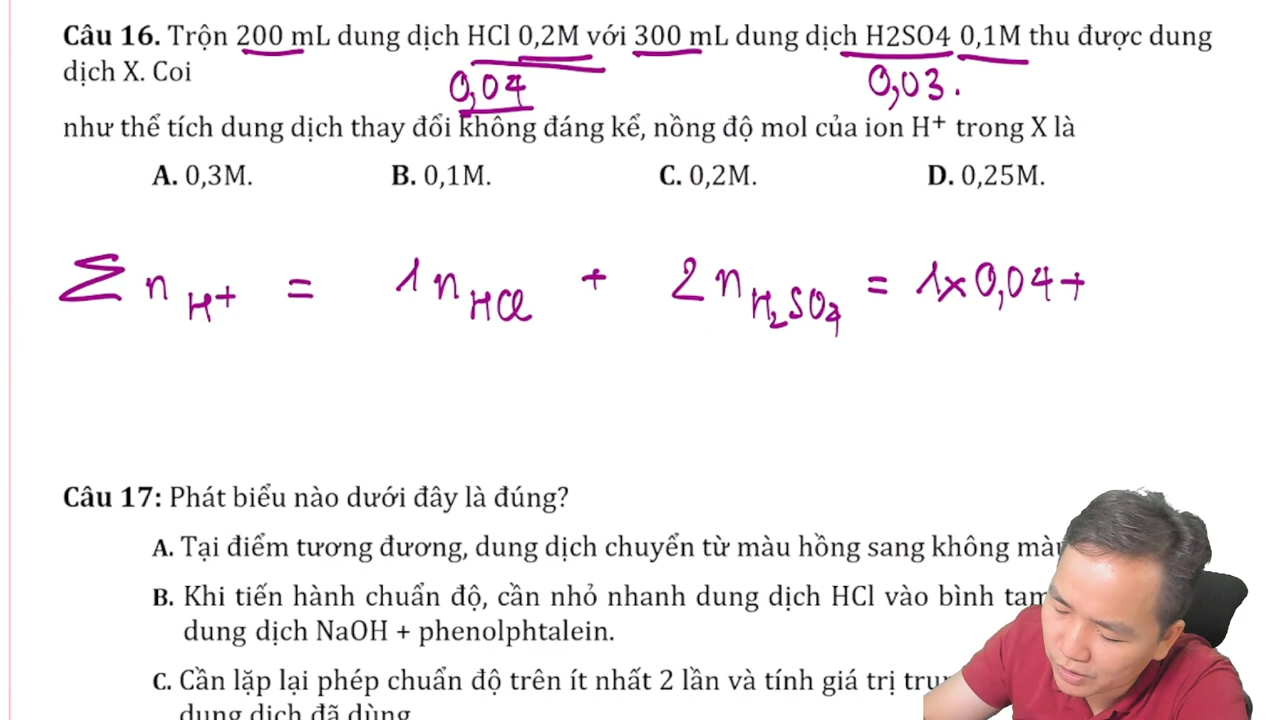 Câu 16. Trộn 200 mL dung dịch HCl 0,2M với 300 mL dung dịch H2SO4 0,1M thu được dung
dịch X. Coi
0,04
0,03.
như thể tích dung dịch thay đổi không đáng kể, nồng độ mol của ion H+ trong X là
A. 0,3M. B. 0,1M. C. 0,2M. D. 0,25M.
Σ n H+ = 1 n HCl + 2 n H2SO4 = 1x0,04+
Câu 17: Phát biểu nào dưới đây là đúng?
A. Tại điểm tương đương, dung dịch chuyển từ màu hồng sang không
B. Khi tiến hành chuẩn độ, cần nhỏ nhanh dung dịch HCl vào bình
dung dịch NaOH + phenolphtalein.
C. Cần lặp lại phép chuẩn độ trên ít nhất 2 lần và tính giá trị
dung dịch đã dùng